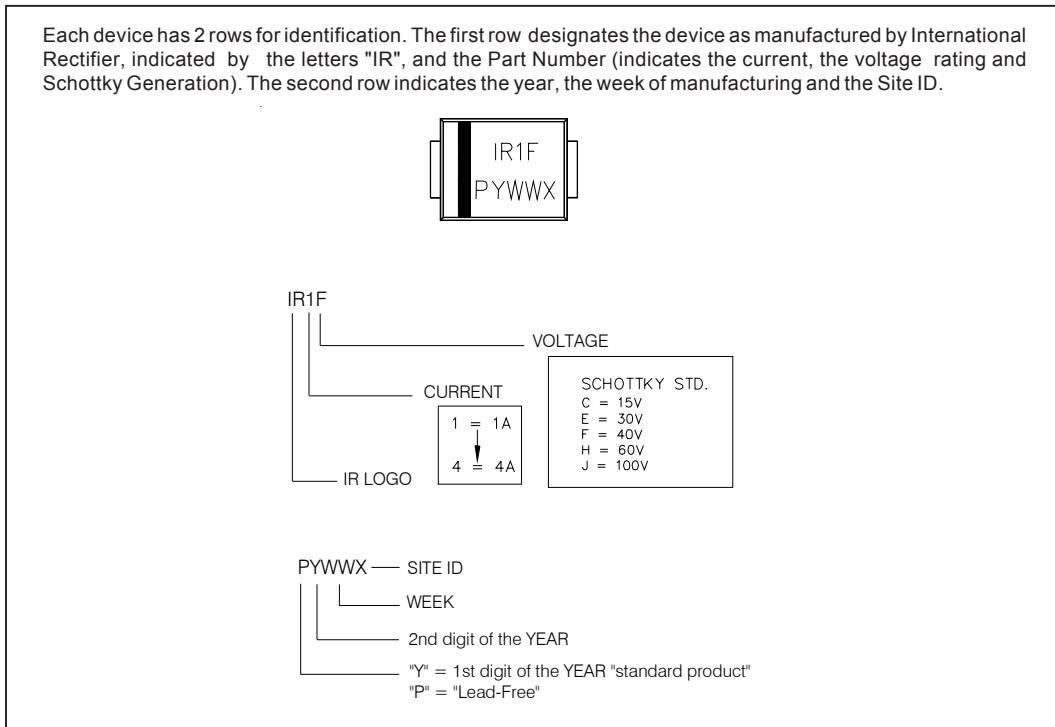 Each device has 2 rows for identification. The first row designates the device as manufactured by International
Rectifier, indicated by the letters "IR", and the Part Number (indicates the current, the voltage rating and
Schottky Generation). The second row indicates the year, the week of manufacturing and the Site ID.
IR1F
PYWWX
IR1F
VOLTAGE
SCHOTTKY STD.
C = 15V
E = 30V
F = 40V
H = 60V
J = 100V
CURRENT
1 = 1A
4 = 4A
IR LOGO
PYWWX
SITE ID
WEEK
2nd digit of the YEAR
"Y" = 1st digit of the YEAR "standard product"
"P" = "Lead-Free"